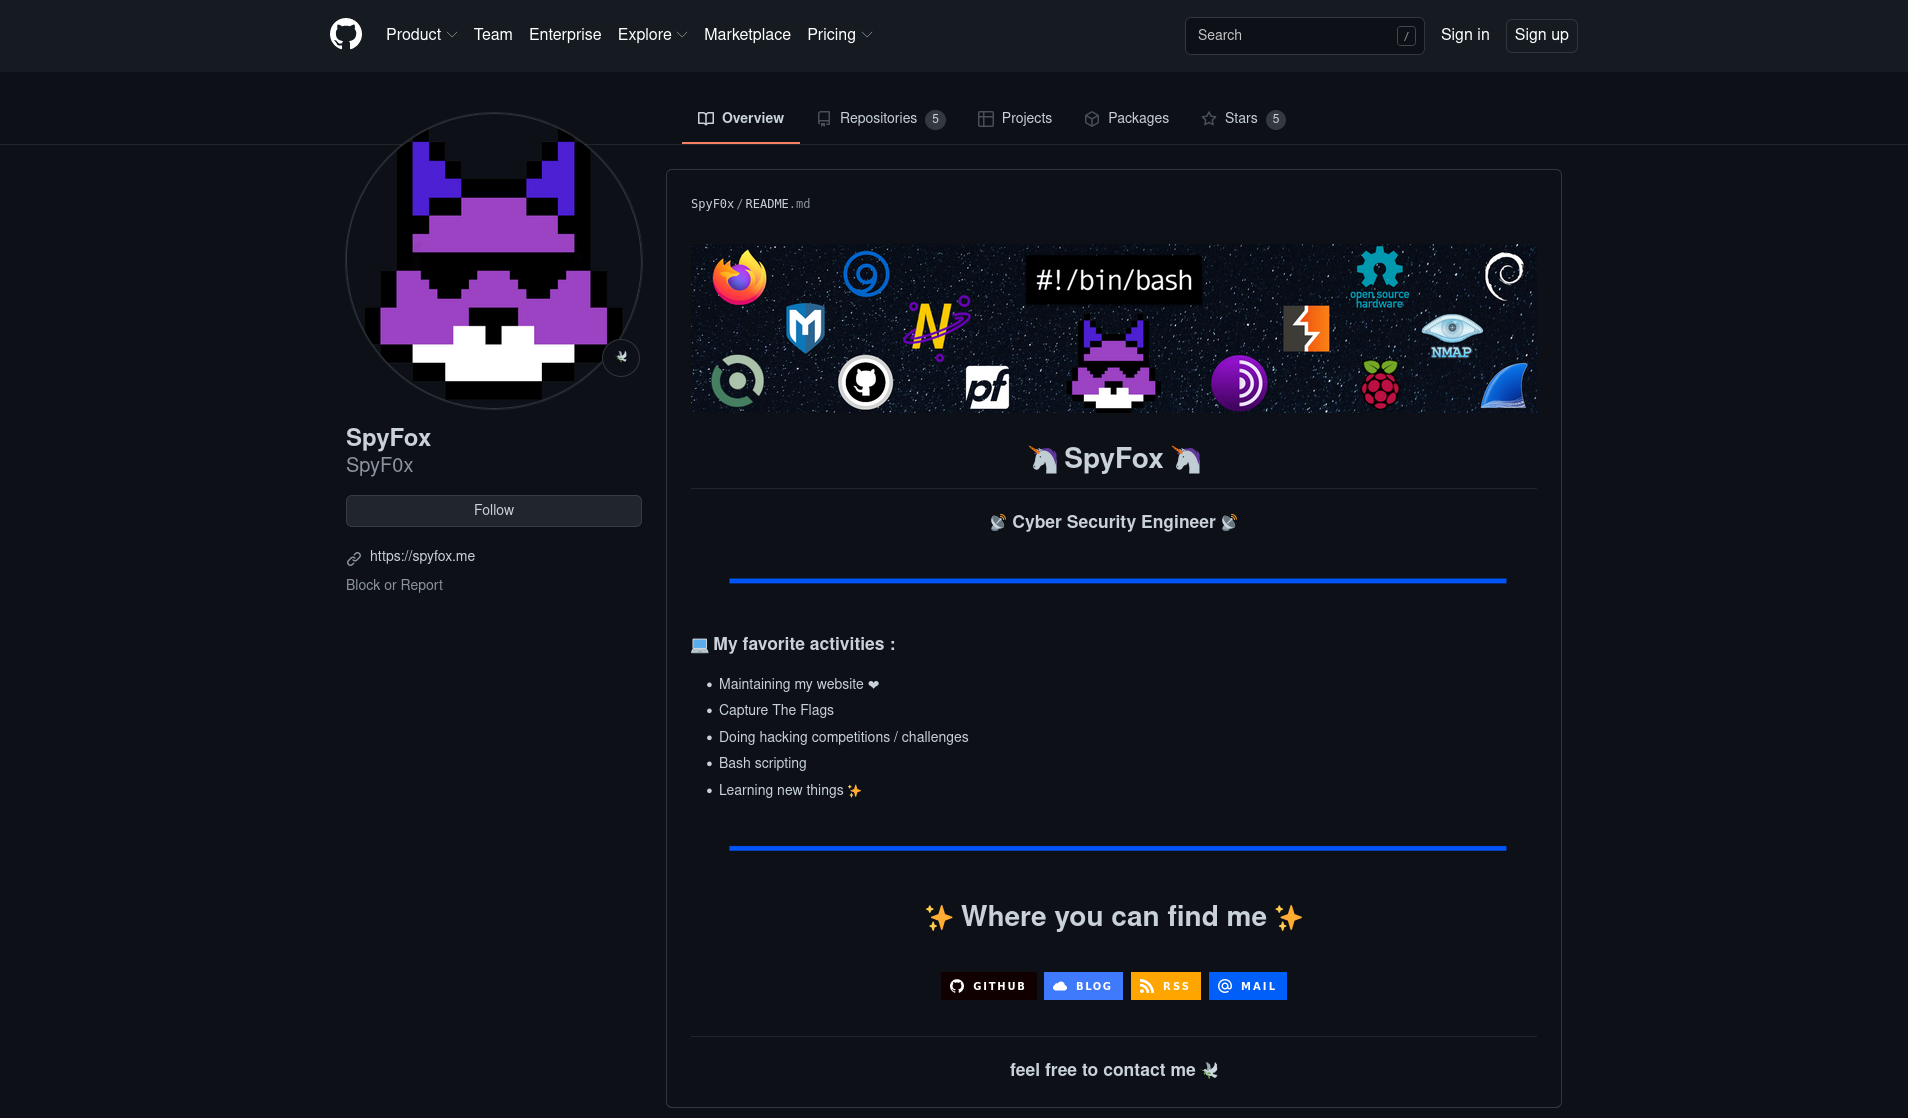 Product Team Enterprise Explore Marketplace Pricing Search / Sign in Sign up
Overview Repositories 5 Projects Packages Stars 5
SpyFox
SpyF0x
Follow
https://spyfox.me
Block or Report
SpyF0x / README.md
#!/bin/bash
open source
hardware
M
N
NMAP
pf
🦄 SpyFox 🦄
📡 Cyber Security Engineer 📡
💻 My favorite activities :
• Maintaining my website ❤
• Capture The Flags
• Doing hacking competitions / challenges
• Bash scripting
• Learning new things ✨
✨ Where you can find me ✨
GITHUB BLOG RSS MAIL
feel free to contact me 🕊